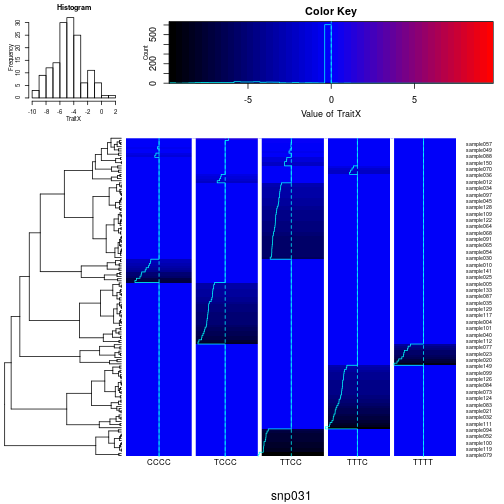 Histogram
Frequency
0 5 10 15 20 25 30
-10 -8 -6 -4 -2 0 2
TraitX
Color Key
Count
0 200 500
-5 0 5
Value of TraitX
sample057
sample049
sample088
sample150
sample070
sample036
sample012
sample034
sample097
sample045
sample128
sample109
sample122
sample064
sample068
sample091
sample065
sample054
sample030
sample010
sample141
sample025
sample005
sample133
sample087
sample035
sample129
sample117
sample004
sample101
sample040
sample112
sample077
sample023
sample020
sample149
sample099
sample126
sample084
sample073
sample124
sample083
sample021
sample032
sample111
sample094
sample052
sample100
sample119
sample079
CCCC TCCC TTCC TTTC TTTT
snp031